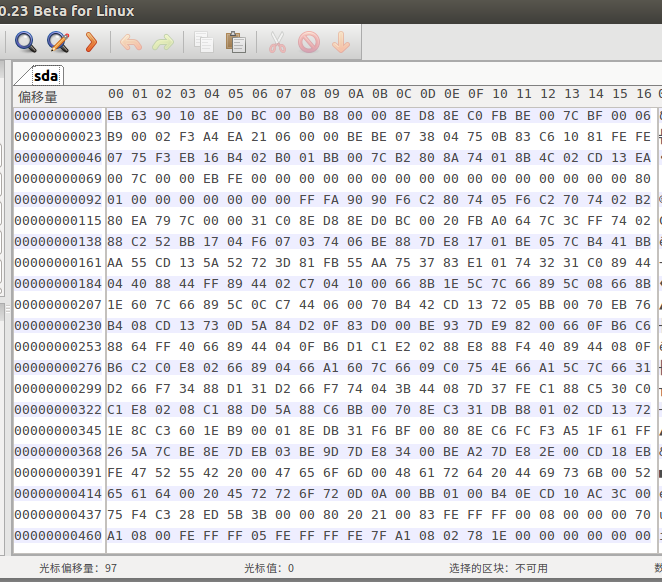 0.23 Beta for Linux
sda
偏移量 00 01 02 03 04 05 06 07 08 09 0A 0B 0C 0D 0E 0F 10 11 12 13 14 15 16
00000000000 EB 63 90 10 8E D0 BC 00 B0 B8 00 00 8E D8 8E C0 FB BE 00 7C BF 00 06
00000000023 B9 00 02 F3 A4 EA 21 06 00 00 BE BE 07 38 04 75 0B 83 C6 10 81 FE FE
00000000046 07 75 F3 EB 16 B4 02 B0 01 BB 00 7C B2 80 8A 74 01 8B 4C 02 CD 13 EA
00000000069 00 7C 00 00 EB FE 00 00 00 00 00 00 00 00 00 00 00 00 00 00 00 00 80
00000000092 01 00 00 00 00 00 00 00 FF FA 90 90 F6 C2 80 74 05 F6 C2 70 74 02 B2
00000000115 80 EA 79 7C 00 00 31 C0 8E D8 8E D0 BC 00 20 FB A0 64 7C 3C FF 74 02
00000000138 88 C2 52 BB 17 04 F6 07 03 74 06 BE 88 7D E8 17 01 BE 05 7C B4 41 BB
00000000161 AA 55 CD 13 5A 52 72 3D 81 FB 55 AA 75 37 83 E1 01 74 32 31 C0 89 44
00000000184 04 40 88 44 FF 89 44 02 C7 04 10 00 66 8B 1E 5C 7C 66 89 5C 08 66 8B
00000000207 1E 60 7C 66 89 5C 0C C7 44 06 00 70 B4 42 CD 13 72 05 BB 00 70 EB 76
00000000230 B4 08 CD 13 73 0D 5A 84 D2 0F 83 D0 00 BE 93 7D E9 82 00 66 0F B6 C6
00000000253 88 64 FF 40 66 89 44 04 0F B6 D1 C1 E2 02 88 E8 88 F4 40 89 44 08 0F
00000000276 B6 C2 C0 E8 02 66 89 04 66 A1 60 7C 66 09 C0 75 4E 66 A1 5C 7C 66 31
00000000299 D2 66 F7 34 88 D1 31 D2 66 F7 74 04 3B 44 08 7D 37 FE C1 88 C5 30 C0
00000000322 C1 E8 02 08 C1 88 D0 5A 88 C6 BB 00 70 8E C3 31 DB B8 01 02 CD 13 72
00000000345 1E 8C C3 60 1E B9 00 01 8E DB 31 F6 BF 00 80 8E C6 FC F3 A5 1F 61 FF
00000000368 26 5A 7C BE 8E 7D EB 03 BE 9D 7D E8 34 00 BE A2 7D E8 2E 00 CD 18 EB
00000000391 FE 47 52 55 42 20 00 47 65 6F 6D 00 48 61 72 64 20 44 69 73 6B 00 52
00000000414 65 61 64 00 20 45 72 72 6F 72 0D 0A 00 BB 01 00 B4 0E CD 10 AC 3C 00
00000000437 75 F4 C3 28 ED 5B 3B 00 00 00 80 20 21 00 83 FE FF FF 00 08 00 00 00 70
00000000460 A1 08 00 FE FF FF 05 FE FF FF FE 7F A1 08 02 78 1E 00 00 00 00 00 00
光标偏移量: 97 光标值: 0 选择的区块: 不可用